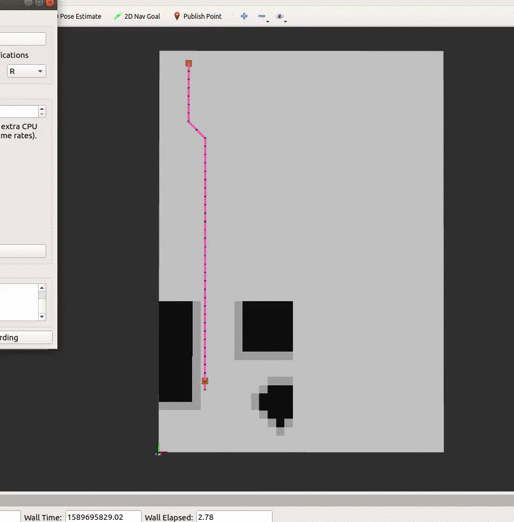 Pose Estimate 2D Nav Goal Publish Point
ications
R
extra CPU
me rates).
rding
Wall Time: 1589695829.02 Wall Elapsed: 2.78